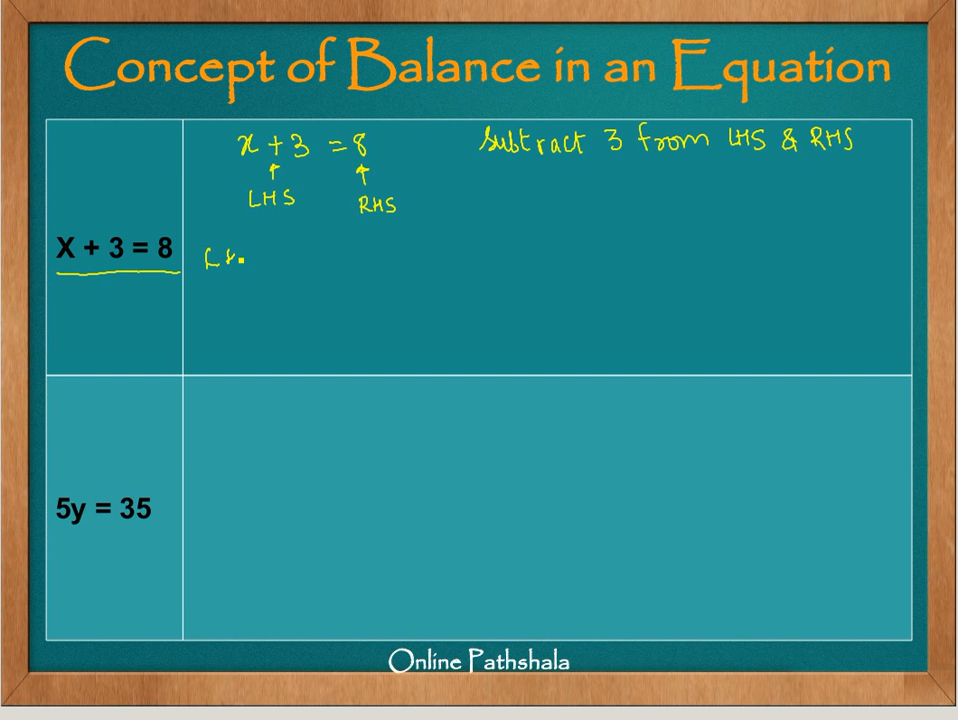 Concept of Balance in an Equation
x + 3 = 8 Subtract 3 from LHS & RHS
↑ ↑
LHS RHS
X + 3 = 8
5y = 35
Online Pathshala